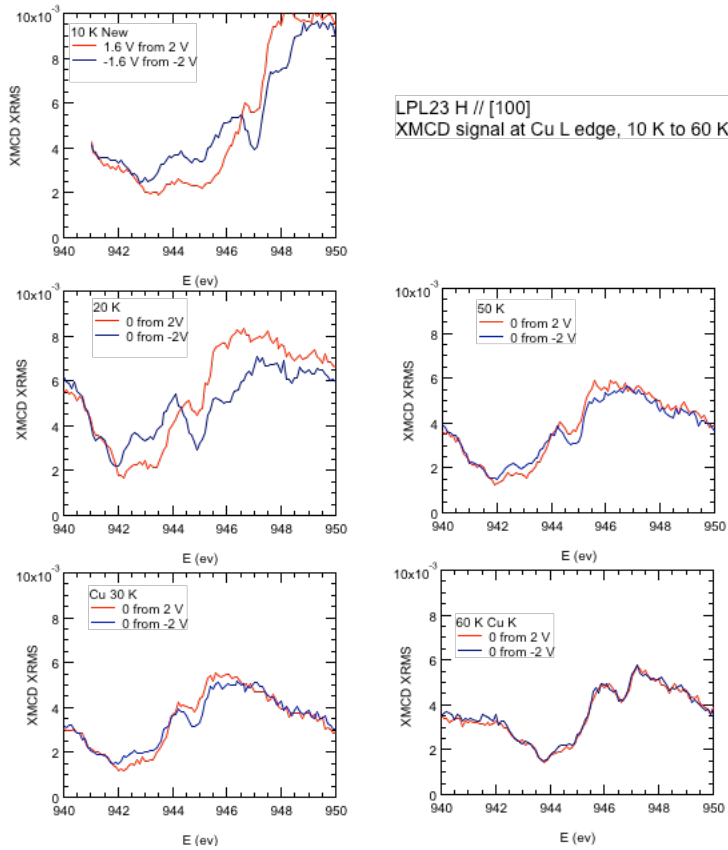 10x10⁻³
10 K New
1.6 V from 2 V
-1.6 V from -2 V
XMCD XRMS
8
6
4
2
0
940 942 944 946 948 950
E (ev)
LPL23 H // [100]
XMCD signal at Cu L edge, 10 K to 60 K
10x10⁻³
20 K
0 from 2V
0 from -2V
XMCD XRMS
8
6
4
2
0
940 942 944 946 948 950
E (ev)
10x10⁻³
50 K
0 from 2 V
0 from -2 V
XMCD XRMS
8
6
4
2
0
940 942 944 946 948 950
E (ev)
10x10⁻³
Cu 30 K
0 from 2 V
0 from -2 V
XMCD XRMS
8
6
4
2
0
940 942 944 946 948 950
E (ev)
10x10⁻³
60 K Cu K
0 from 2 V
0 from -2 V
XMCD XRMS
8
6
4
2
0
940 942 944 946 948 950
E (ev)